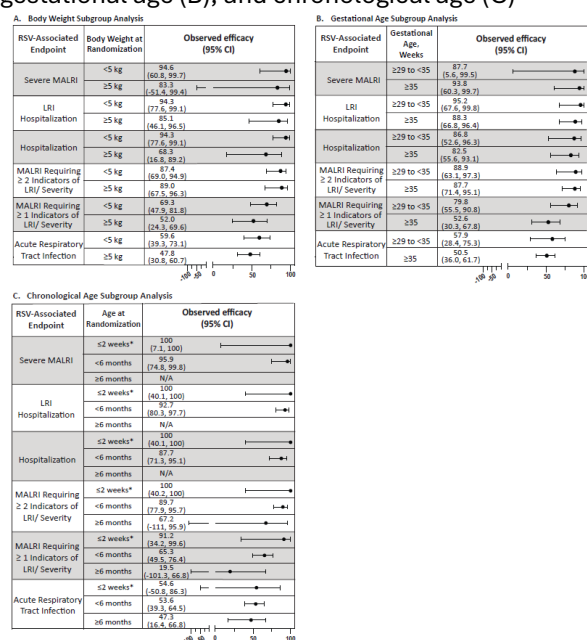 gestational age (B), and chronological age (C)
A. Body Weight Subgroup Analysis
RSV-Associated Endpoint | Body Weight at Randomization | Observed efficacy (95% CI)
Severe MALRI
<5 kg
94.6
(60.8, 99.7)
≥5 kg
83.3
(-51.4, 99.4)
LRI
Hospitalization
<5 kg
94.3
(77.6, 99.1)
≥5 kg
85.1
(46.1, 96.5)
Hospitalization
<5 kg
94.3
(77.6, 99.1)
≥5 kg
68.3
(16.8, 89.2)
MALRI Requiring
≥ 2 Indicators of
LRI/ Severity
<5 kg
87.4
(69.0, 94.9)
≥5 kg
89.0
(67.5, 96.3)
MALRI Requiring
≥ 1 Indicators of
LRI/ Severity
<5 kg
69.3
(47.9, 81.8)
≥5 kg
52.0
(24.3, 69.6)
Acute Respiratory
Tract Infection
<5 kg
59.6
(39.3, 73.1)
≥5 kg
47.8
(30.8, 60.7)
-100 -50 0 50 100
B. Gestational Age Subgroup Analysis
RSV-Associated Endpoint | Gestational Age, Weeks | Observed efficacy (95% CI)
Severe MALRI
≥29 to <35
87.7
(5.6, 99.5)
≥35
93.8
(60.3, 99.7)
LRI
Hospitalization
≥29 to <35
95.2
(67.6, 99.8)
≥35
88.3
(66.8, 96.4)
Hospitalization
≥29 to <35
86.8
(52.6, 96.3)
≥35
82.5
(55.6, 93.1)
MALRI Requiring
≥ 2 Indicators of
LRI/ Severity
≥29 to <35
88.9
(63.1, 97.3)
≥35
87.7
(71.4, 95.1)
MALRI Requiring
≥ 1 Indicators of
LRI/ Severity
≥29 to <35
79.8
(55.5, 90.8)
≥35
52.6
(30.3, 67.8)
Acute Respiratory
Tract Infection
≥29 to <35
57.9
(28.4, 75.3)
≥35
50.5
(36.0, 61.7)
-100 -50 0 50 100
C. Chronological Age Subgroup Analysis
RSV-Associated Endpoint | Age at Randomization | Observed efficacy (95% CI)
Severe MALRI
≤2 weeks*
100
(7.1, 100)
<6 months
95.9
(74.8, 99.8)
≥6 months
N/A
LRI
Hospitalization
≤2 weeks*
100
(40.1, 100)
<6 months
92.7
(80.3, 97.7)
≥6 months
N/A
Hospitalization
≤2 weeks*
100
(40.1, 100)
<6 months
87.7
(71.3, 95.1)
≥6 months
N/A
MALRI Requiring
≥ 2 Indicators of
LRI/ Severity
≤2 weeks*
100
(40.2, 100)
<6 months
89.7
(77.9, 95.7)
≥6 months
67.2
(-111, 95.9)
MALRI Requiring
≥ 1 Indicators of
LRI/ Severity
≤2 weeks*
91.2
(34.2, 99.6)
<6 months
65.3
(49.5, 76.4)
≥6 months
19.5
(-101.3, 66.8)
Acute Respiratory
Tract Infection
≤2 weeks*
54.6
(-50.8, 86.3)
<6 months
53.6
(39.3, 64.5)
≥6 months
47.3
(16.4, 66.8)
0 50 100